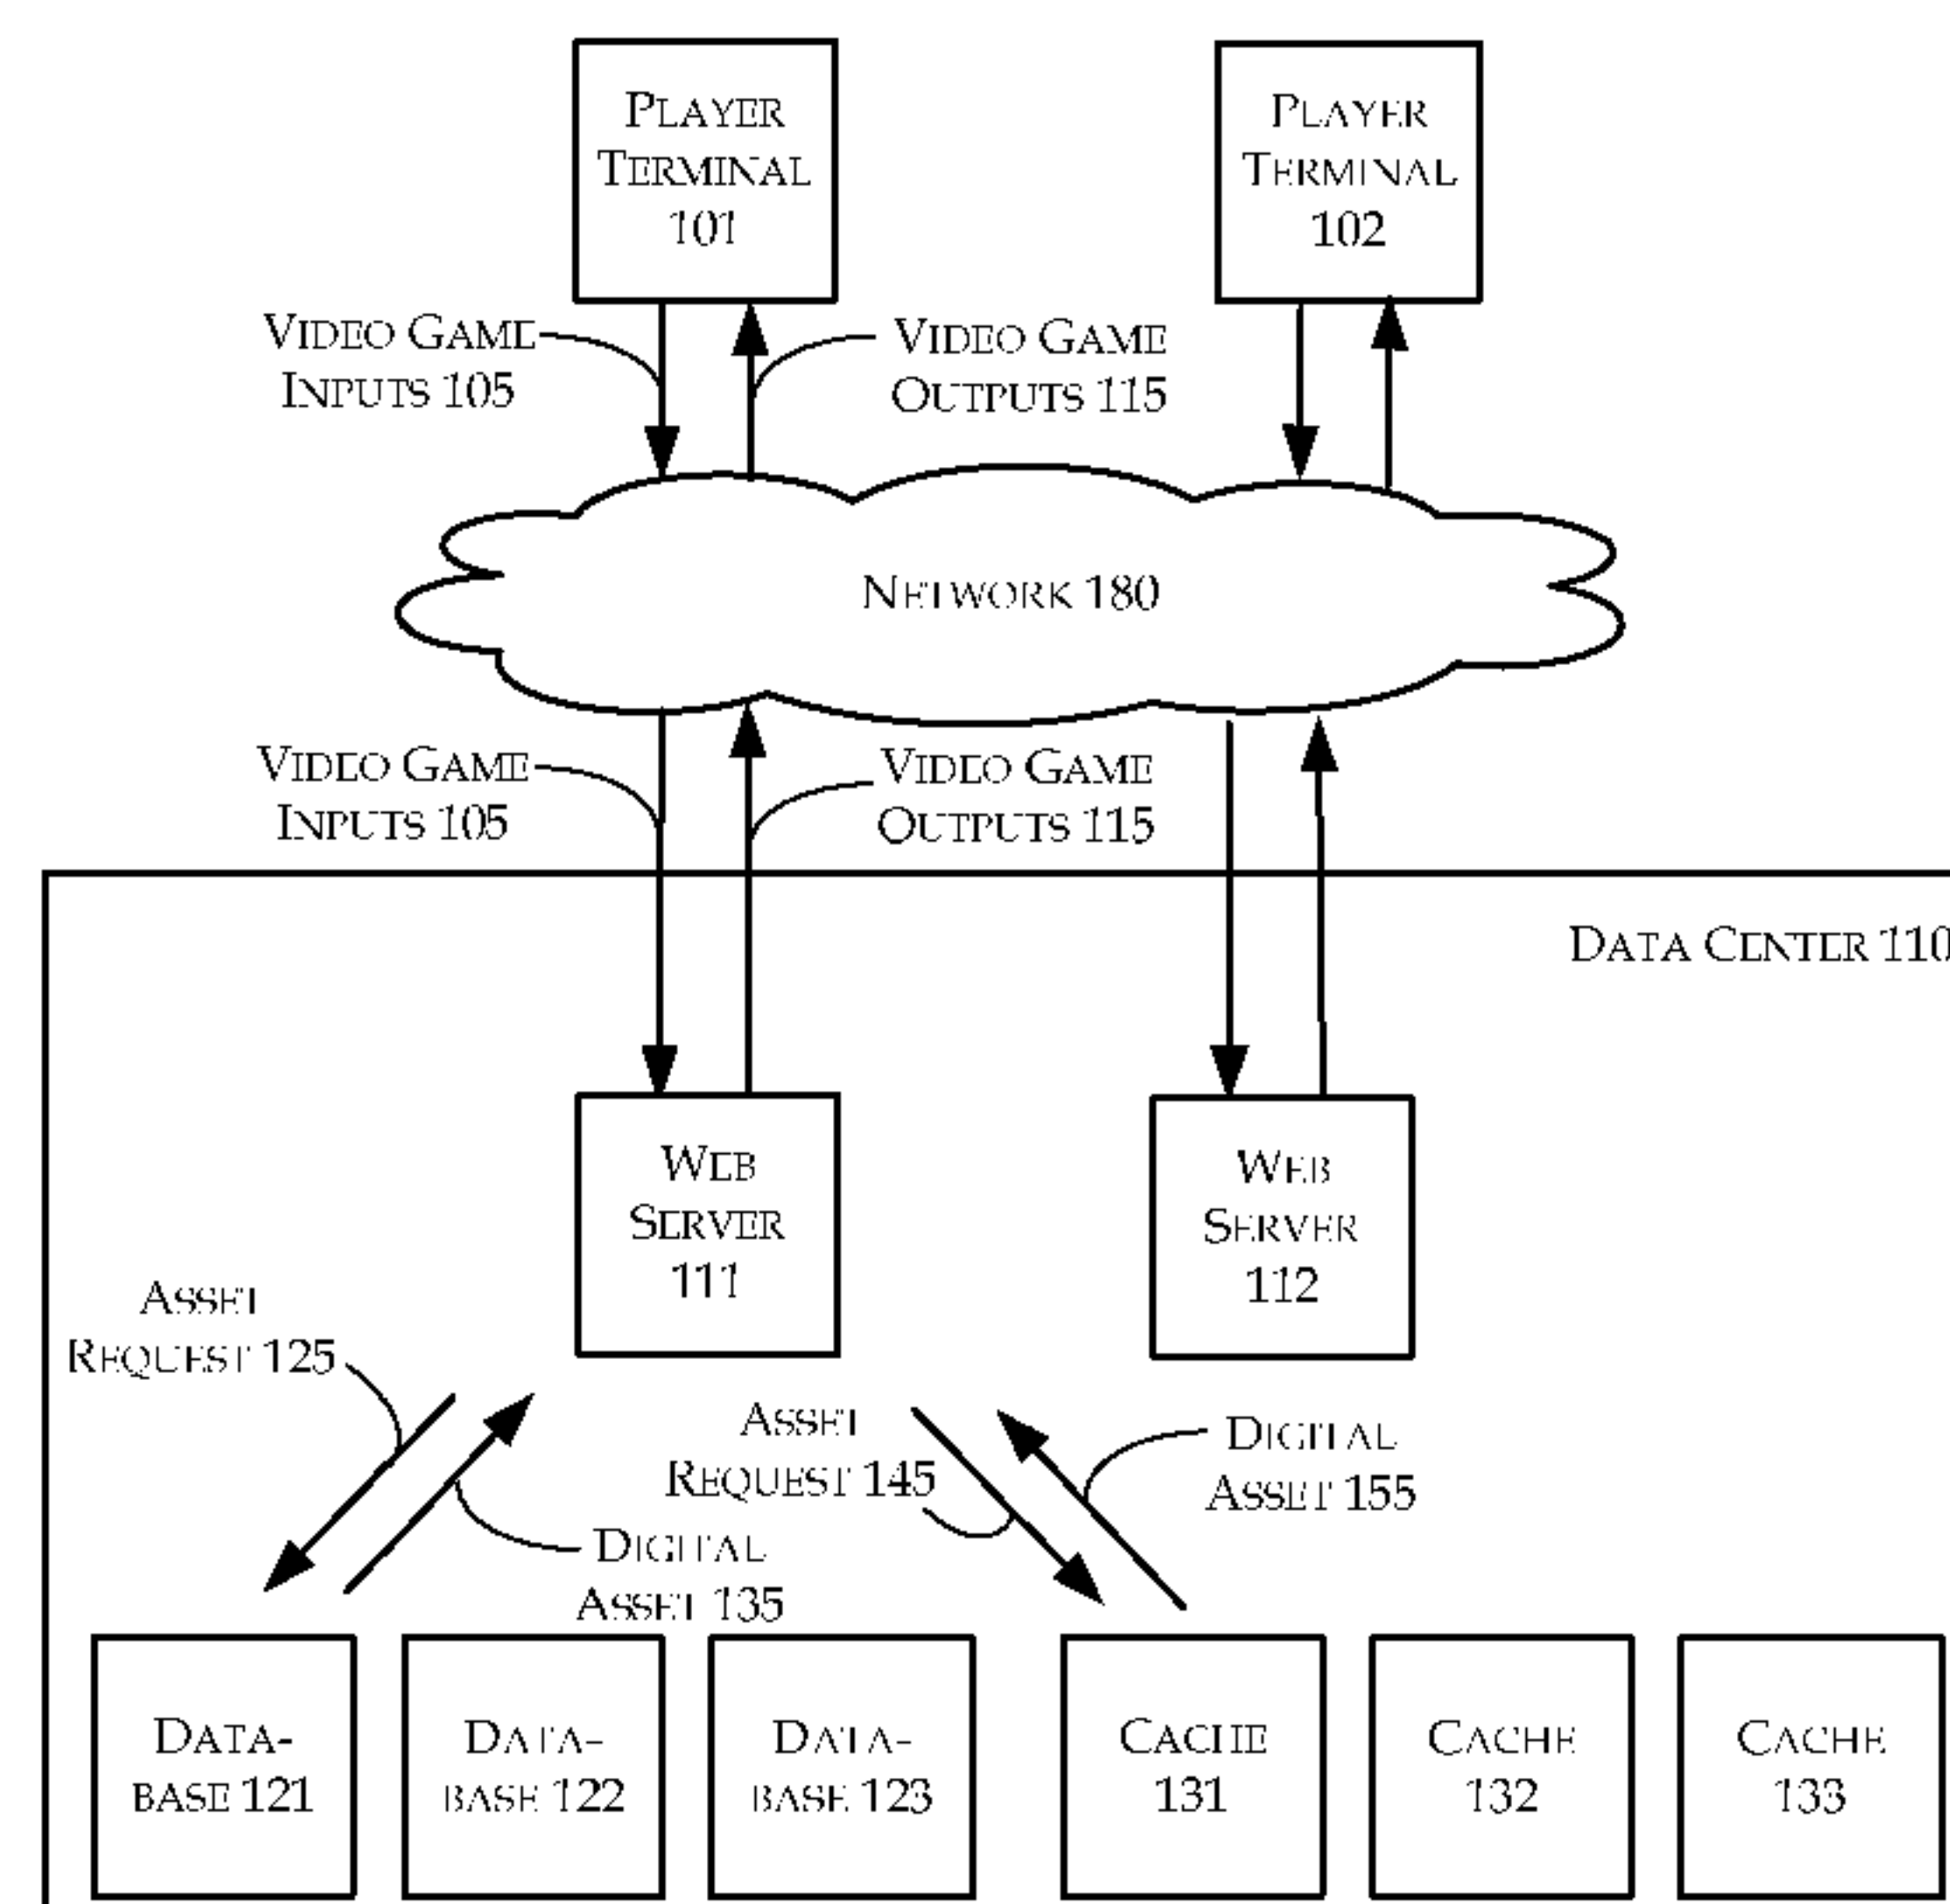 PLAYER
TERMINAL
101
PLAYER
TERMINAL
102
VIDEO GAME
INPUTS 105
VIDEO GAME
OUTPUTS 115
NETWORK 180
VIDEO GAME
INPUTS 105
VIDEO GAME
OUTPUTS 115
DATA CENTER 110
WEB
SERVER
111
WEB
SERVER
112
ASSET
REQUEST 125
ASSET
REQUEST 145
DIGITAL
ASSET 155
DIGITAL
ASSET 135
DATA-
BASE 121
DATA-
BASE 122
DATA-
BASE 123
CACHE
131
CACHE
132
CACHE
133